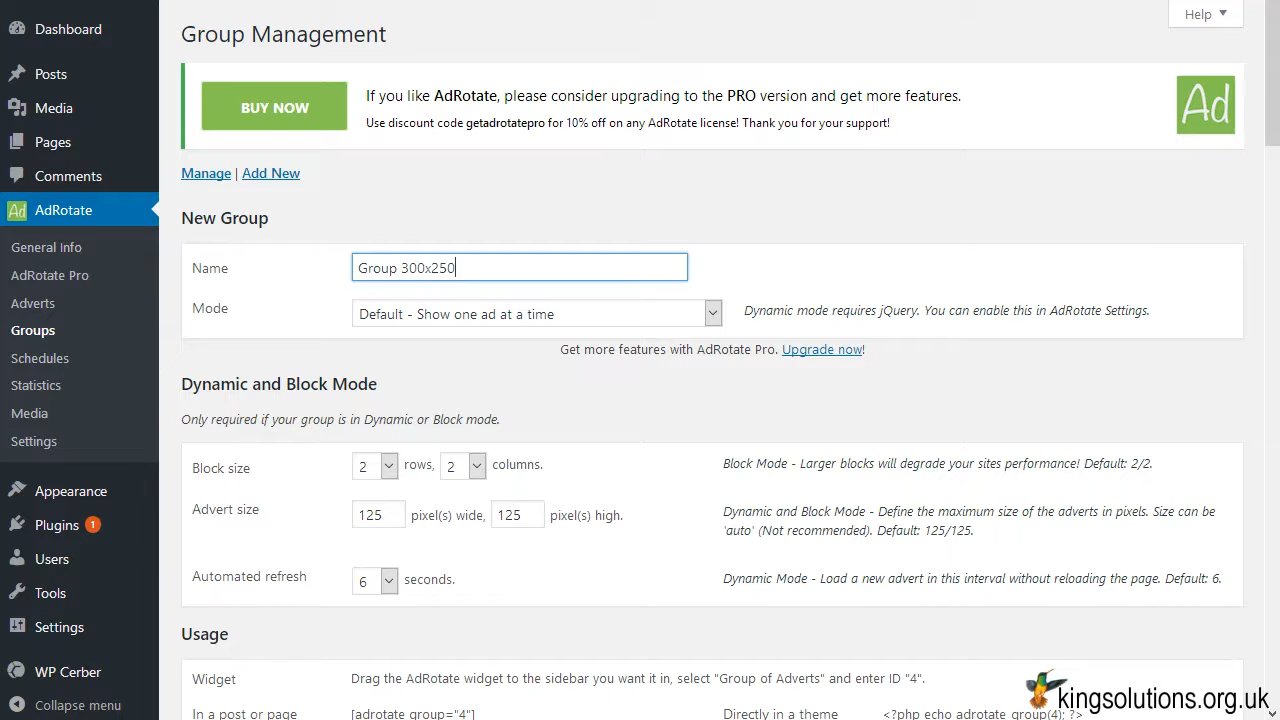 Help
Dashboard
Posts
Media
Pages
Comments
AdRotate
General Info
AdRotate Pro
Adverts
Groups
Schedules
Statistics
Media
Settings
Appearance
Plugins 1
Users
Tools
Settings
WP Cerber
Collapse menu
Group Management
BUY NOW
If you like AdRotate, please consider upgrading to the PRO version and get more features.
Use discount code getadrotatepro for 10% off on any AdRotate license! Thank you for your support!
Ad
Manage | Add New
New Group
Name Group 300x250
Mode Default - Show one ad at a time Dynamic mode requires jQuery. You can enable this in AdRotate Settings.
Get more features with AdRotate Pro. Upgrade now!
Dynamic and Block Mode
Only required if your group is in Dynamic or Block mode.
Block size 2 rows, 2 columns. Block Mode - Larger blocks will degrade your sites performance! Default: 2/2.
Advert size 125 pixel(s) wide, 125 pixel(s) high. Dynamic and Block Mode - Define the maximum size of the adverts in pixels. Size can be
'auto' (Not recommended). Default: 125/125.
Automated refresh 6 seconds. Dynamic Mode - Load a new advert in this interval without reloading the page. Default: 6.
Usage
Widget Drag the AdRotate widget to the sidebar you want it in, select "Group of Adverts" and enter ID "4".
In a post or page [adrotate group="4"] Directly in a theme <?php echo adrotate_group(4); ?>
kingsolutions.org.uk